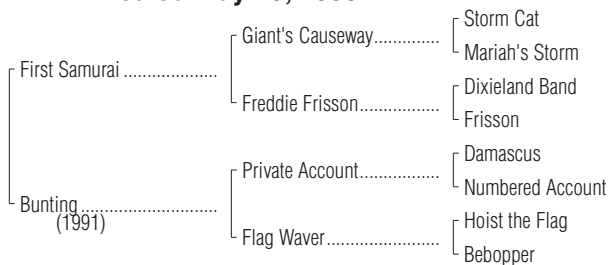 Storm Cat
Giant's Causeway..............
Mariah's Storm
First Samurai ....................
Dixieland Band
Freddie Frisson.................
Frisson
Damascus
Private Account.................
Numbered Account
Bunting.............................
(1991)
Hoist the Flag
Flag Waver........................
Bebopper